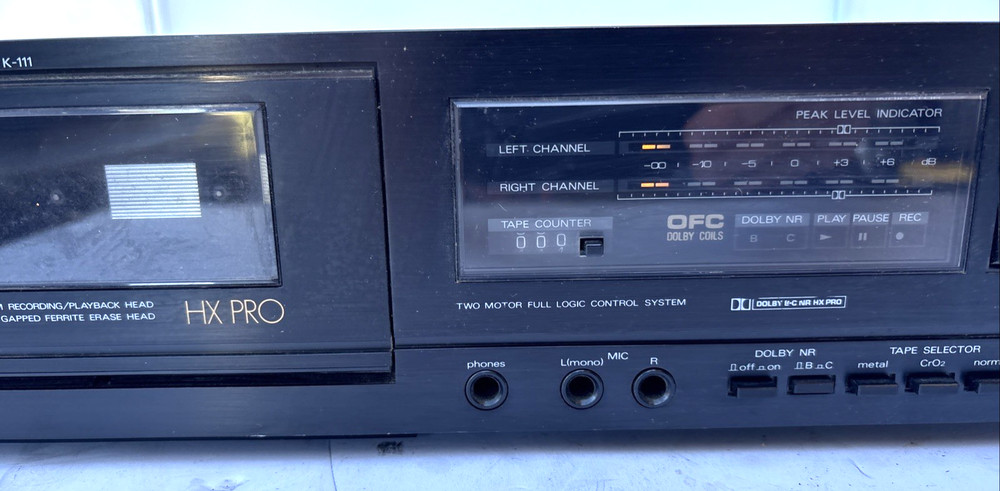 K-111
RECORDING/PLAYBACK HEAD
GAPPED FERRITE ERASE HEAD
HX PRO
PEAK LEVEL INDICATOR
LEFT CHANNEL
-∞ -10 -5 0 +3 +6 dB
RIGHT CHANNEL
TAPE COUNTER
000
OFC
DOLBY COILS
DOLBY NR
B C
PLAY PAUSE REC
TWO MOTOR FULL LOGIC CONTROL SYSTEM
DOLBY B-C NR HX PRO
phones
MIC
L(mono) R
DOLBY NR
off on B C
TAPE SELECTOR
metal CrO2 norm